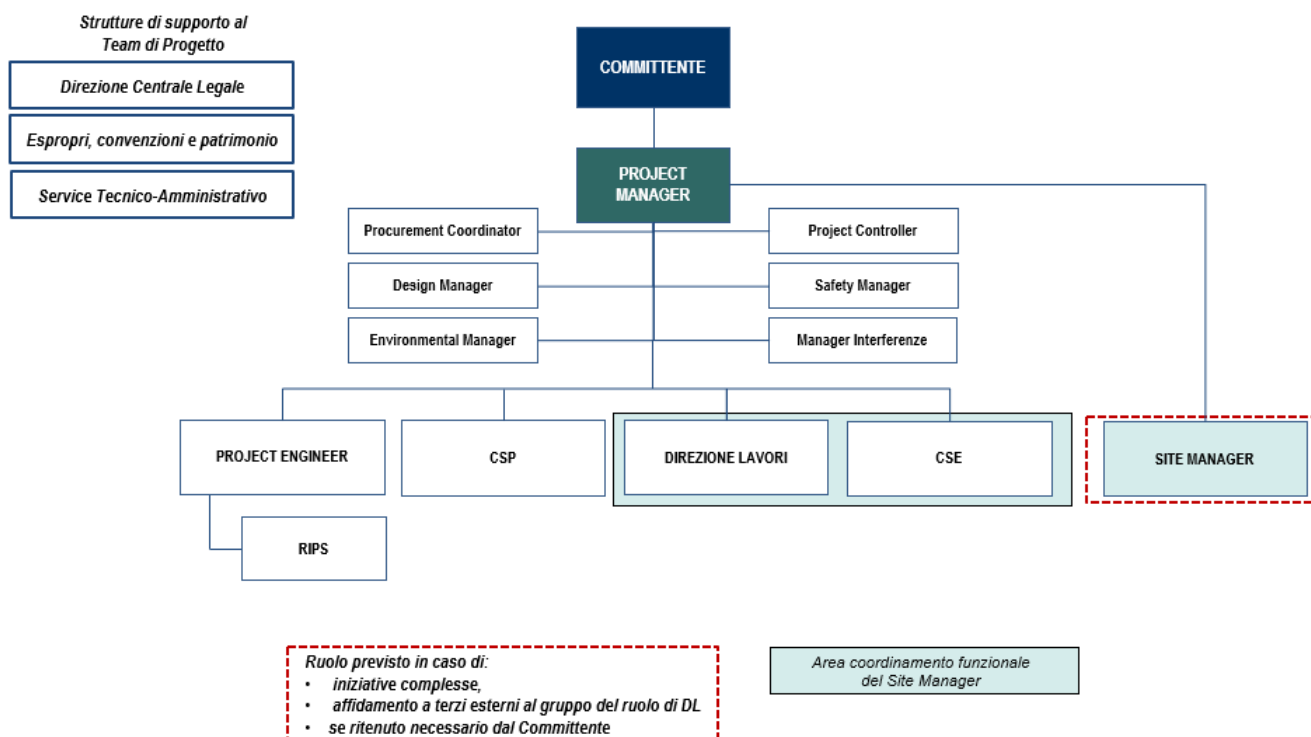 Strutture di supporto al
Team di Progetto
Direzione Centrale Legale
Espropri, convenzioni e patrimonio
Service Tecnico-Amministrativo
COMMITTENTE
PROJECT
MANAGER
Procurement Coordinator
Project Controller
Design Manager
Safety Manager
Environmental Manager
Manager Interferenze
PROJECT ENGINEER
CSP
DIREZIONE LAVORI
CSE
SITE MANAGER
RIPS
Ruolo previsto in caso di:
• iniziative complesse,
• affidamento a terzi esterni al gruppo del ruolo di DL
• se ritenuto necessario dal Committente
Area coordinamento funzionale
del Site Manager